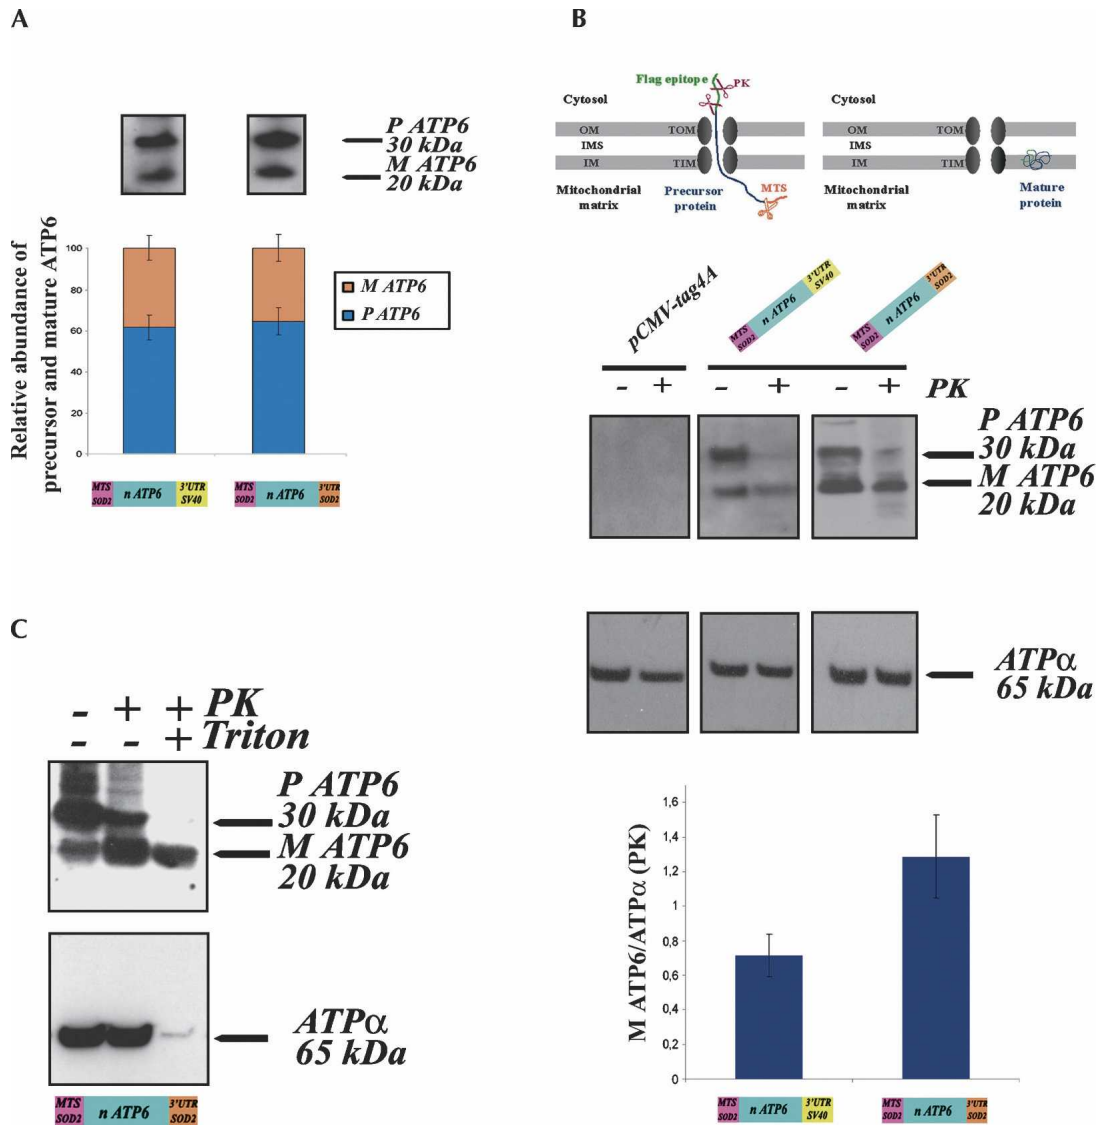 A
P ATP6
30 kDa
M ATP6
20 kDa
Relative abundance of
precursor and mature ATP6
100
80
60
40
20
0
M ATP6
P ATP6
MTS
SOD2
n ATP6
3'UTR
SV40
MTS
SOD2
n ATP6
3'UTR
SOD2
B
Flag epitope
PK
Cytosol
OM
TOM
IMS
IM
TIM
Mitochondrial
matrix
Precursor
protein
MTS
Cytosol
OM
TOM
IMS
IM
TIM
Mitochondrial
matrix
Mature
protein
pCMV-tag4A
MTS
SOD2
n ATP6
3'UTR
SV40
MTS
SOD2
n ATP6
3'UTR
SOD2
- + - + - + PK
P ATP6
30 kDa
M ATP6
20 kDa
ATPα
65 kDa
M ATP6/ATPα (PK)
1,6
1,4
1,2
1
0,8
0,6
0,4
0,2
0
MTS
SOD2
n ATP6
3'UTR
SV40
MTS
SOD2
n ATP6
3'UTR
SOD2
C
- + + PK
- - + Triton
P ATP6
30 kDa
M ATP6
20 kDa
ATPα
65 kDa
MTS
SOD2
n ATP6
3'UTR
SOD2